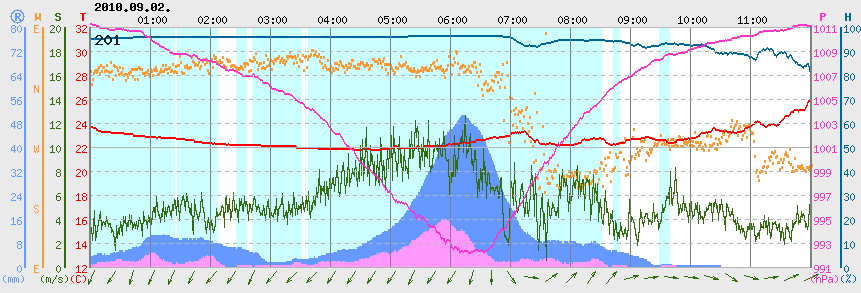 2010.09.02.
® W S T 01:00 02:00 03:00 04:00 05:00 06:00 07:00 08:00 09:00 10:00 11:00 P H
80 E 20 32 1011 100
201
72 18 30 1009 90
64 N 16 28 1007 80
56 14 26 1005 70
48 12 24 1003 60
40 W 10 22 1001 50
32 8 20 999 40
24 6 18 997 30
16 S 4 16 995 20
8 2 14 993 10
0 E 0 12 991 0
(mm) (m/s) (C) (hPa) (%)